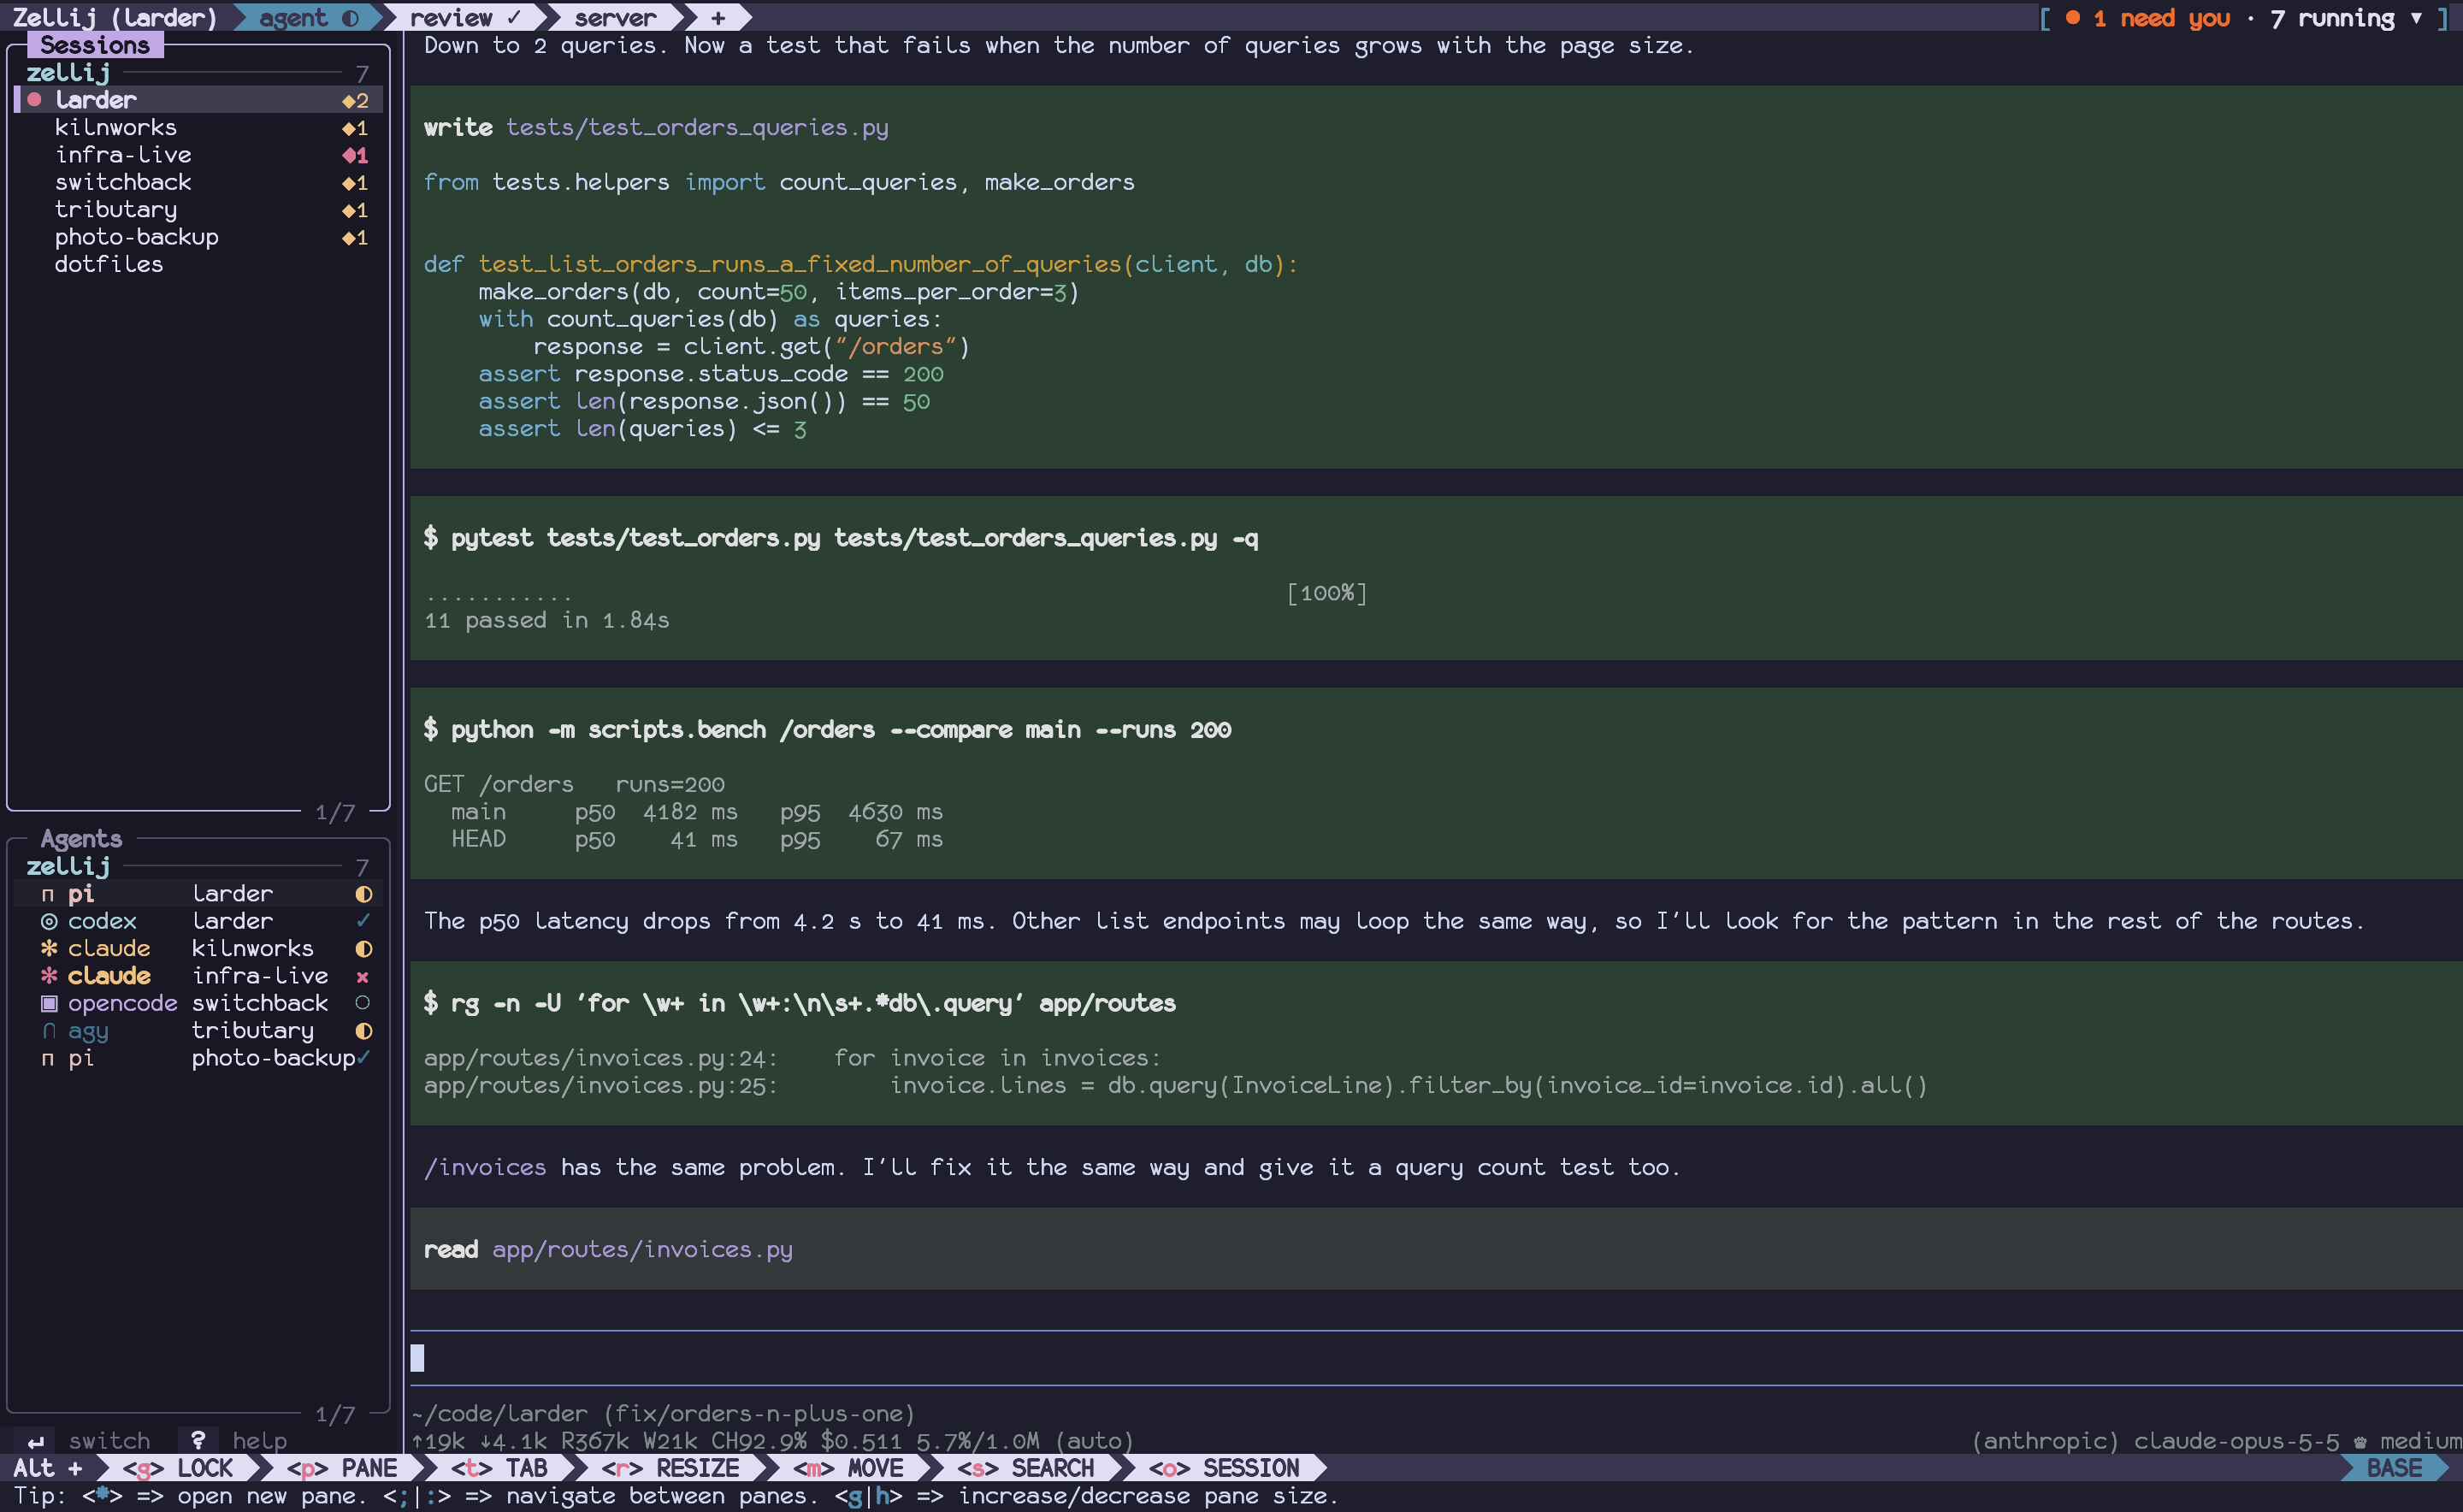 Zellij (larder) agent ◐ review ✓ server + [ ● 1 need you · 7 running ▼ ]
Sessions
zellij 7
● larder ◆2
kilnworks ◆1
infra-live ◆1
switchback ◆1
tributary ◆1
photo-backup ◆1
dotfiles
1/7
Agents
zellij 7
π pi larder ◐
◎ codex larder ✓
✻ claude kilnworks ◐
✻ claude infra-live ×
▣ opencode switchback ○
∩ agy tributary ◐
π pi photo-backup✓
1/7
↵ switch ? help
Down to 2 queries. Now a test that fails when the number of queries grows with the page size.
write tests/test_orders_queries.py
from tests.helpers import count_queries, make_orders
def test_list_orders_runs_a_fixed_number_of_queries(client, db):
make_orders(db, count=50, items_per_order=3)
with count_queries(db) as queries:
response = client.get("/orders")
assert response.status_code == 200
assert len(response.json()) == 50
assert len(queries) <= 3
$ pytest tests/test_orders.py tests/test_orders_queries.py -q
........... [100%]
11 passed in 1.84s
$ python -m scripts.bench /orders --compare main --runs 200
GET /orders runs=200
main p50 4182 ms p95 4630 ms
HEAD p50 41 ms p95 67 ms
The p50 latency drops from 4.2 s to 41 ms. Other list endpoints may loop the same way, so I'll look for the pattern in the rest of the routes.
$ rg -n -U 'for \w+ in \w+:\n\s+.*db\.query' app/routes
app/routes/invoices.py:24: for invoice in invoices:
app/routes/invoices.py:25: invoice.lines = db.query(InvoiceLine).filter_by(invoice_id=invoice.id).all()
/invoices has the same problem. I'll fix it the same way and give it a query count test too.
read app/routes/invoices.py
~/code/larder (fix/orders-n-plus-one)
↑19k ↓4.1k R367k W21k CH92.9% $0.511 5.7%/1.0M (auto) (anthropic) claude-opus-5-5 medium
Alt + <g> LOCK <p> PANE <t> TAB <r> RESIZE <m> MOVE <s> SEARCH <o> SESSION BASE
Tip: <*> => open new pane. <;|:> => navigate between panes. <g|h> => increase/decrease pane size.